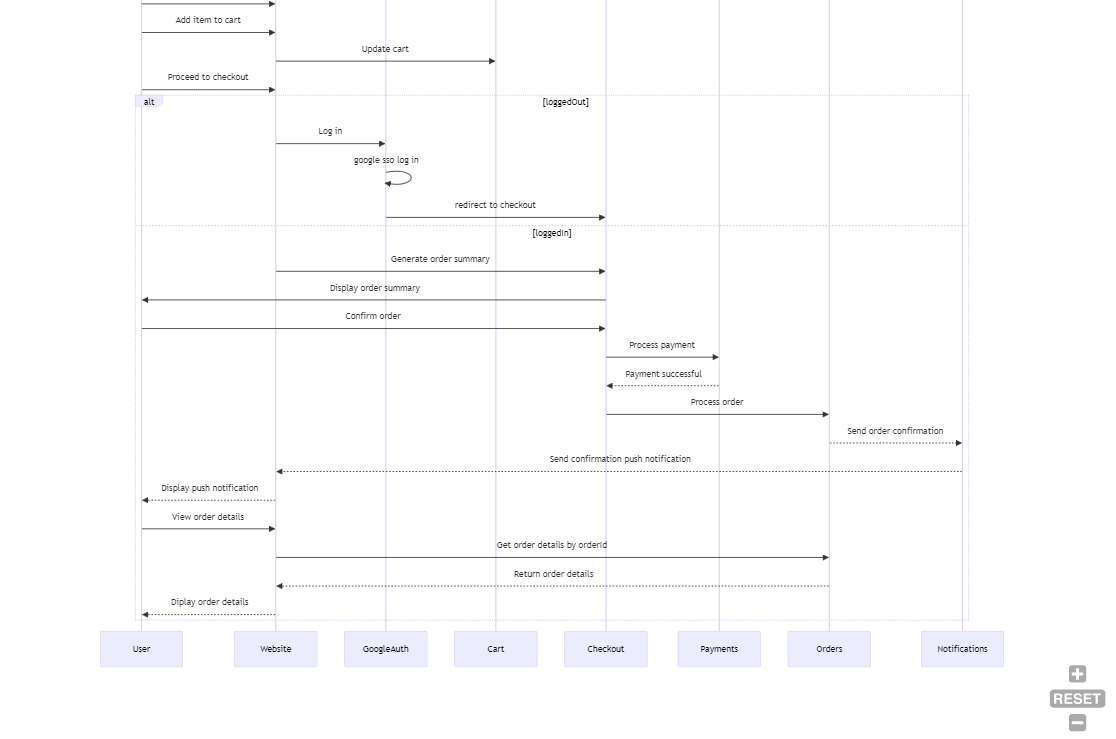 Add item to cart
Update cart
Proceed to checkout
alt
[loggedOut]
Log in
google sso log in
redirect to checkout
[loggedIn]
Generate order summary
Display order summary
Confirm order
Process payment
Payment successful
Process order
Send order confirmation
Send confirmation push notification
Display push notification
View order details
Get order details by orderId
Return order details
Diplay order details
User
Website
GoogleAuth
Cart
Checkout
Payments
Orders
Notifications
RESET